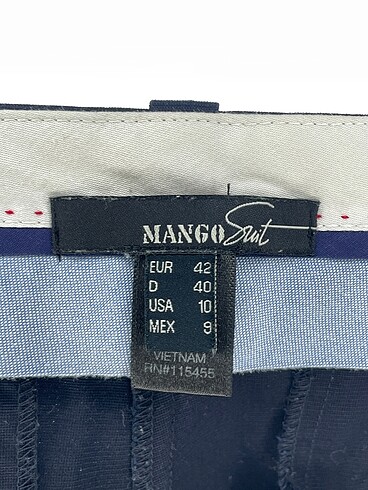 MANGO Suit
EUR 42
D 40
USA 10
MEX 9
VIETNAM
RN#115455